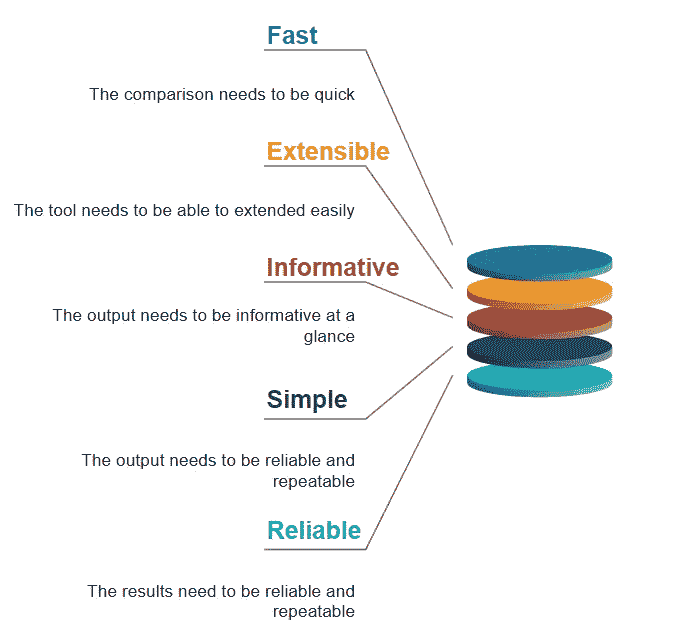 Fast
The comparison needs to be quick
Extensible
The tool needs to be able to extended easily
Informative
The output needs to be informative at a
glance
Simple
The output needs to be reliable and
repeatable
Reliable
The results need to be reliable and
repeatable